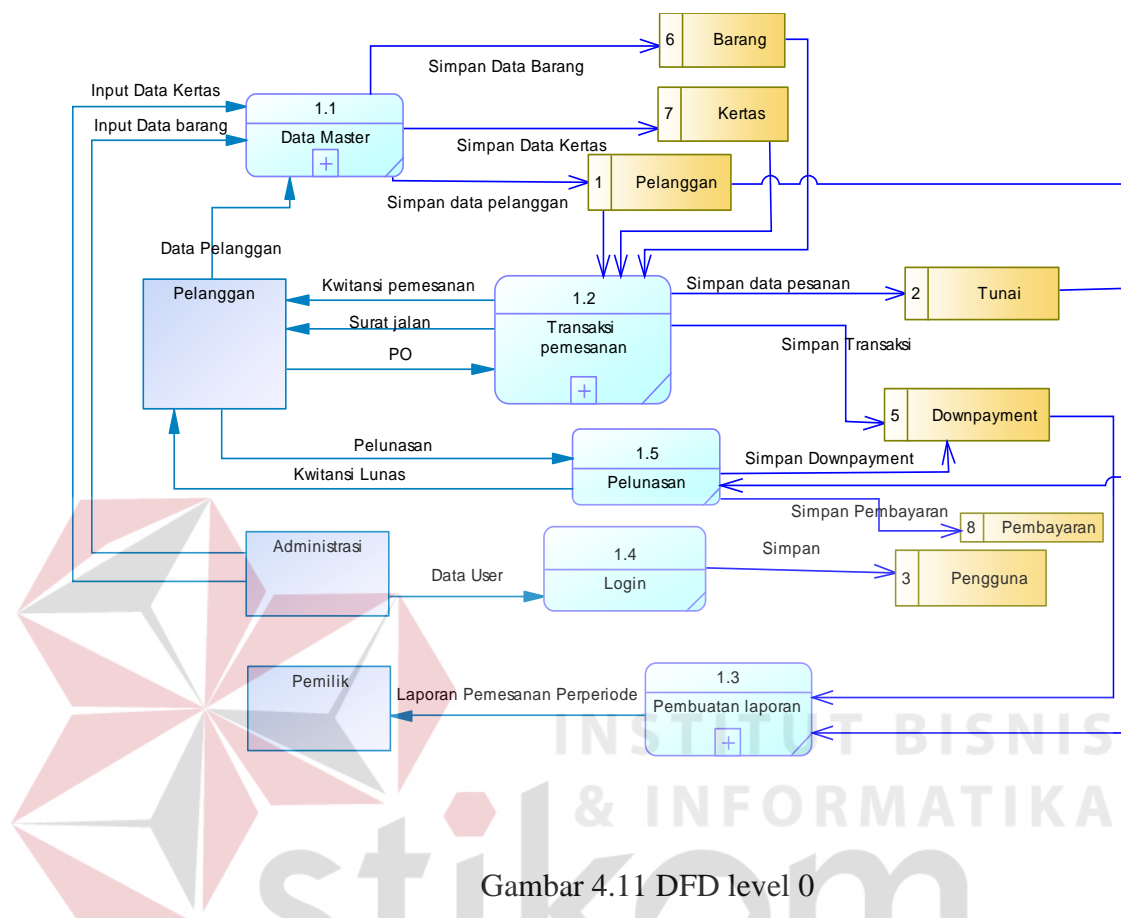 6
Barang
Simpan Data Barang
Input Data Kertas
1.1
7
Kertas
Input Data barang
Data Master
Simpan Data Kertas
1
Pelanggan
Simpan data pelanggan
Data Pelanggan
Pelanggan
Kwitansi pemesanan
1.2
Simpan data pesanan
2
Tunai
Surat jalan
Transaksi
pemesanan
Simpan Transaksi
PO
5
Downpayment
Pelunasan
1.5
Simpan Downpayment
Kwitansi Lunas
Pelunasan
Simpan Pembayaran
8
Pembayaran
Administrasi
1.4
Simpan
Data User
Login
3
Pengguna
Pemilik
1.3
Laporan Pemesanan Perperiode
Pembuatan laporan
INSTITUT BISNIS
& INFORMATIKA
stikom
Gambar 4.11 DFD level 0